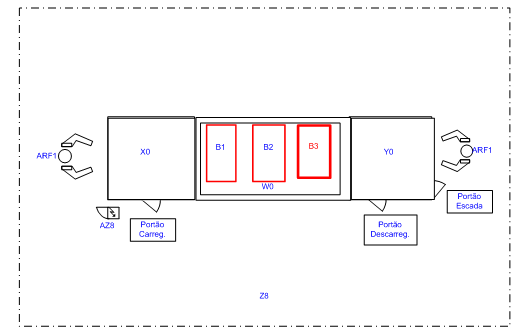 B1
B2
B3
X0
Y0
ARF1
ARF1
W0
Portão
Escada
AZ8
Portão
Carreg.
Portão
Descarreg.
Z8